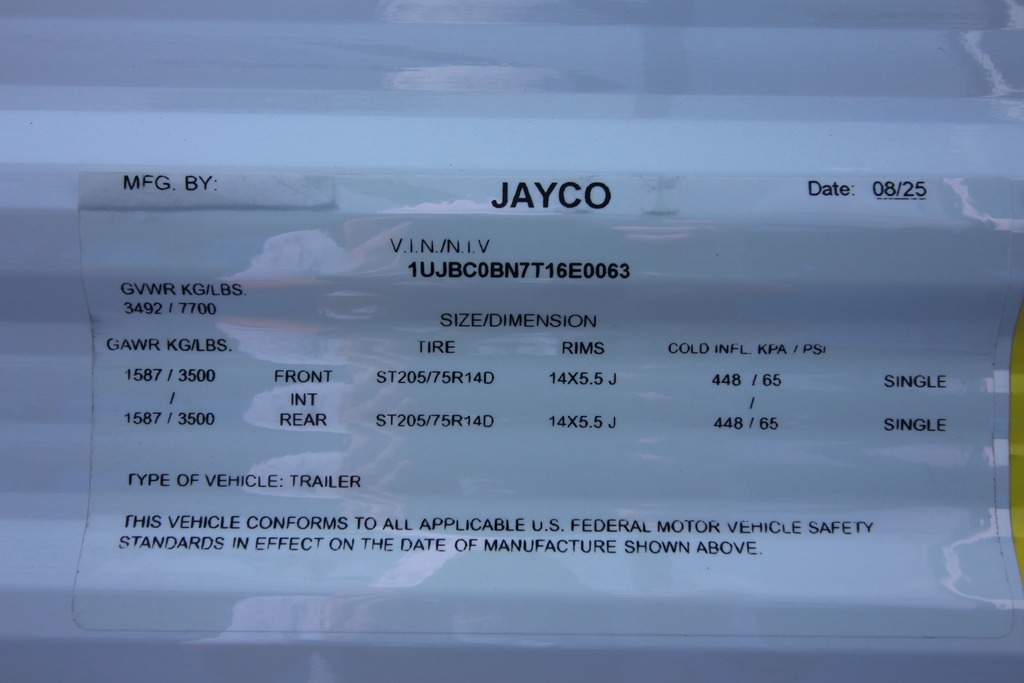 MFG. BY: JAYCO Date: 08/25
V.I.N./N.I.V
1UJBC0BN7T16E0063
GVWR KG/LBS.
3492 / 7700
SIZE/DIMENSION
GAWR KG/LBS. TIRE RIMS COLD INFL. KPA / PSI
1587 / 3500 FRONT ST205/75R14D 14X5.5 J 448 / 65 SINGLE
/ INT /
1587 / 3500 REAR ST205/75R14D 14X5.5 J 448 / 65 SINGLE
TYPE OF VEHICLE: TRAILER
THIS VEHICLE CONFORMS TO ALL APPLICABLE U.S. FEDERAL MOTOR VEHICLE SAFETY
STANDARDS IN EFFECT ON THE DATE OF MANUFACTURE SHOWN ABOVE.